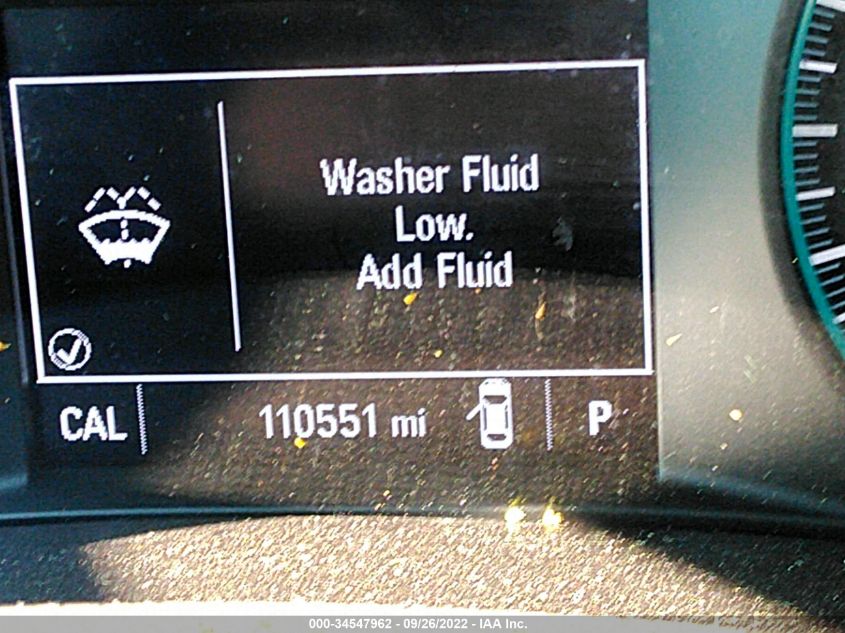 Washer Fluid
Low.
Add Fluid
CAL 110551 mi P
000-34547962 - 09/26/2022 - IAA Inc.